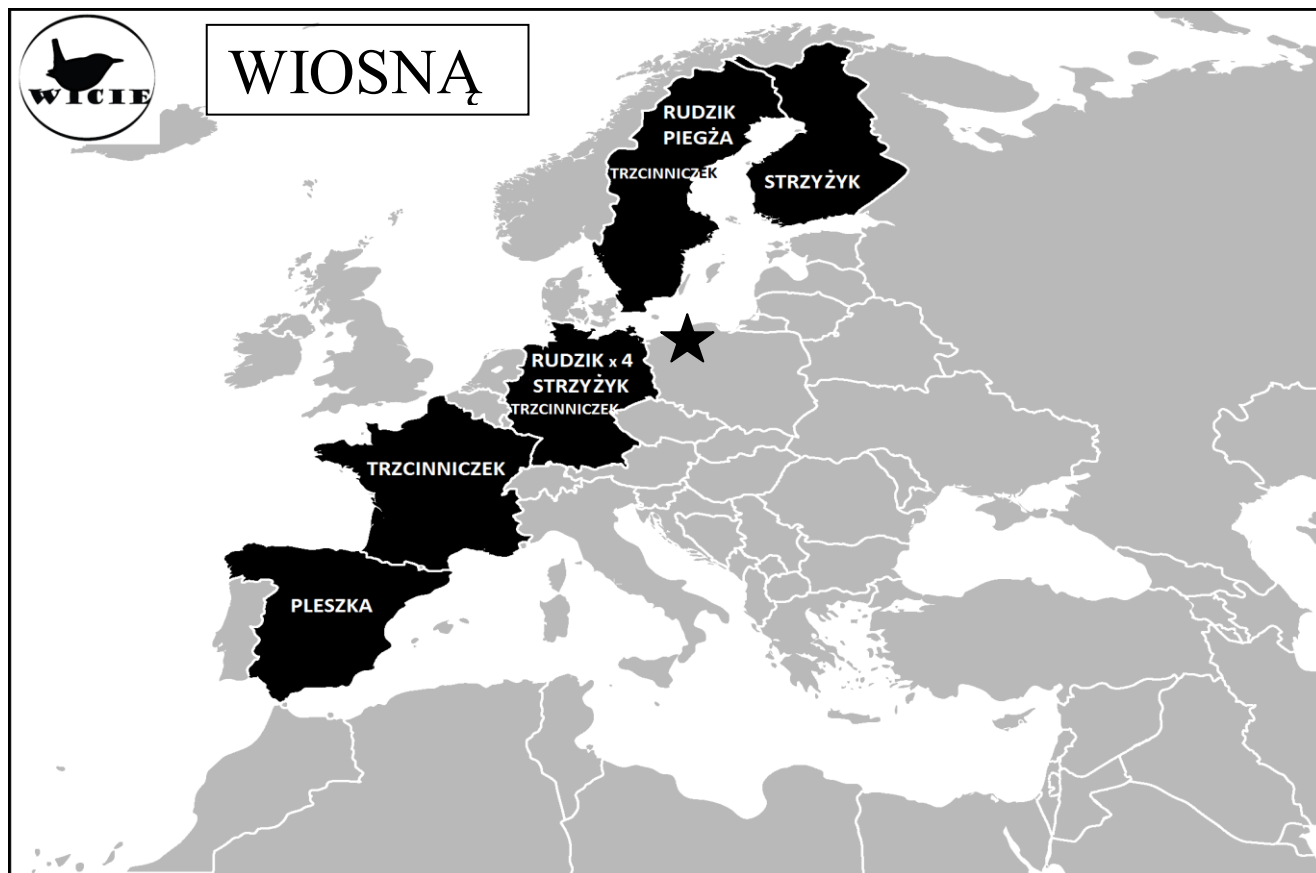 WICIE
WIOSNĄ
RUDZIK
PIEGŻA
TRZCINNICZEK
STRZYŻYK
RUDZIK x 4
STRZYŻYK
TRZCINNICZEK
TRZCINNICZEK
PLESZKA